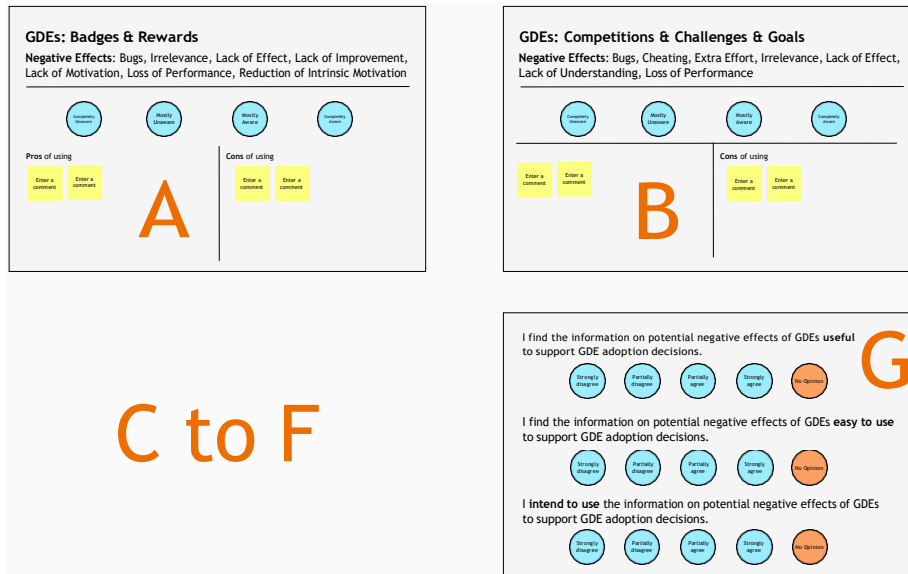 GDEs: Badges & Rewards
Negative Effects: Bugs, Irrelevance, Lack of Effect, Lack of Improvement,
Lack of Motivation, Loss of Performance, Reduction of Intrinsic Motivation
Completely
Unaware
Mostly
Unaware
Mostly
Aware
Completely
Aware
Pros of using
Enter a
comment
Enter a
comment
Cons of using
Enter a
comment
Enter a
comment
A
GDEs: Competitions & Challenges & Goals
Negative Effects: Bugs, Cheating, Extra Effort, Irrelevance, Lack of Effect,
Lack of Understanding, Loss of Performance
Completely
Unaware
Mostly
Unaware
Mostly
Aware
Completely
Aware
Enter a
comment
Enter a
comment
Cons of using
Enter a
comment
Enter a
comment
B
C to F
I find the information on potential negative effects of GDEs useful
to support GDE adoption decisions.
G
Strongly
disagree
Partially
disagree
Partially
agree
Strongly
agree
No Opinion
I find the information on potential negative effects of GDEs easy to use
to support GDE adoption decisions.
Strongly
disagree
Partially
disagree
Partially
agree
Strongly
agree
No Opinion
I intend to use the information on potential negative effects of GDEs
to support GDE adoption decisions.
Strongly
disagree
Partially
disagree
Partially
agree
Strongly
agree
No Opinion